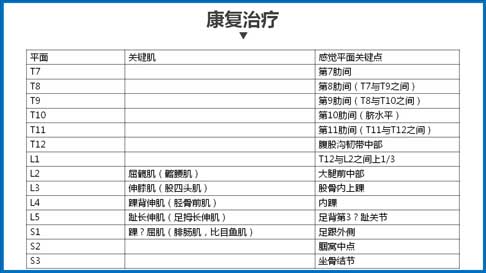 康复治疗
平面 关键肌 感觉平面关键点
T7 第7肋间
T8 第8肋间（T7与T9之间）
T9 第9肋间（T8与T10之间）
T10 第10肋间（脐水平）
T11 第11肋间（T11与T12之间）
T12 腹股沟韧带中部
L1 T12与L2之间上1/3
L2 屈髋肌（髂腰肌） 大腿前中部
L3 伸膝肌（股四头肌） 股骨内上踝
L4 踝背伸肌（胫骨前肌） 内踝
L5 趾长伸肌（足拇长伸肌） 足背第3？趾关节
S1 踝？屈肌（腓肠肌，比目鱼肌） 足跟外侧
S2 腘窝中点
S3 坐骨结节